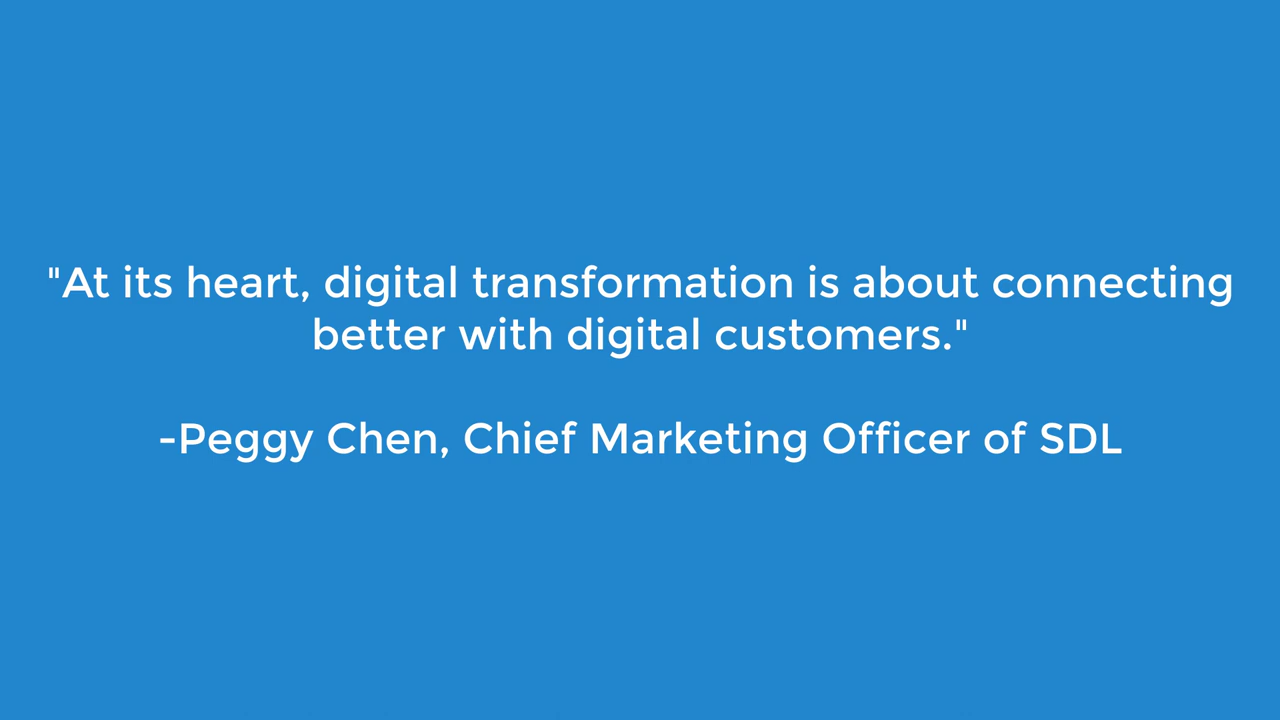 "At its heart, digital transformation is about connecting
better with digital customers."
-Peggy Chen, Chief Marketing Officer of SDL